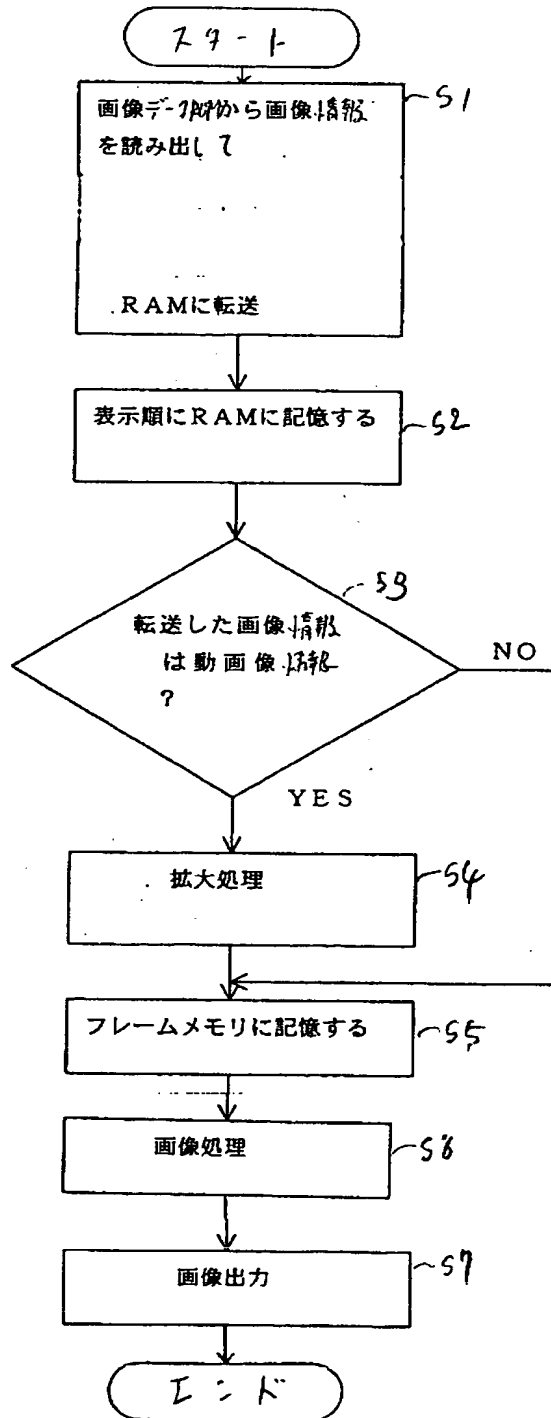 スタート
画像データ から画像情報
を読み出して
RAMに転送
S1
表示順にRAMに記憶する
S2
S3
転送した画像情報
は動画像情報
?
NO
YES
拡大処理
S4
フレームメモリに記憶する
S5
画像処理
S6
画像出力
S7
エンド